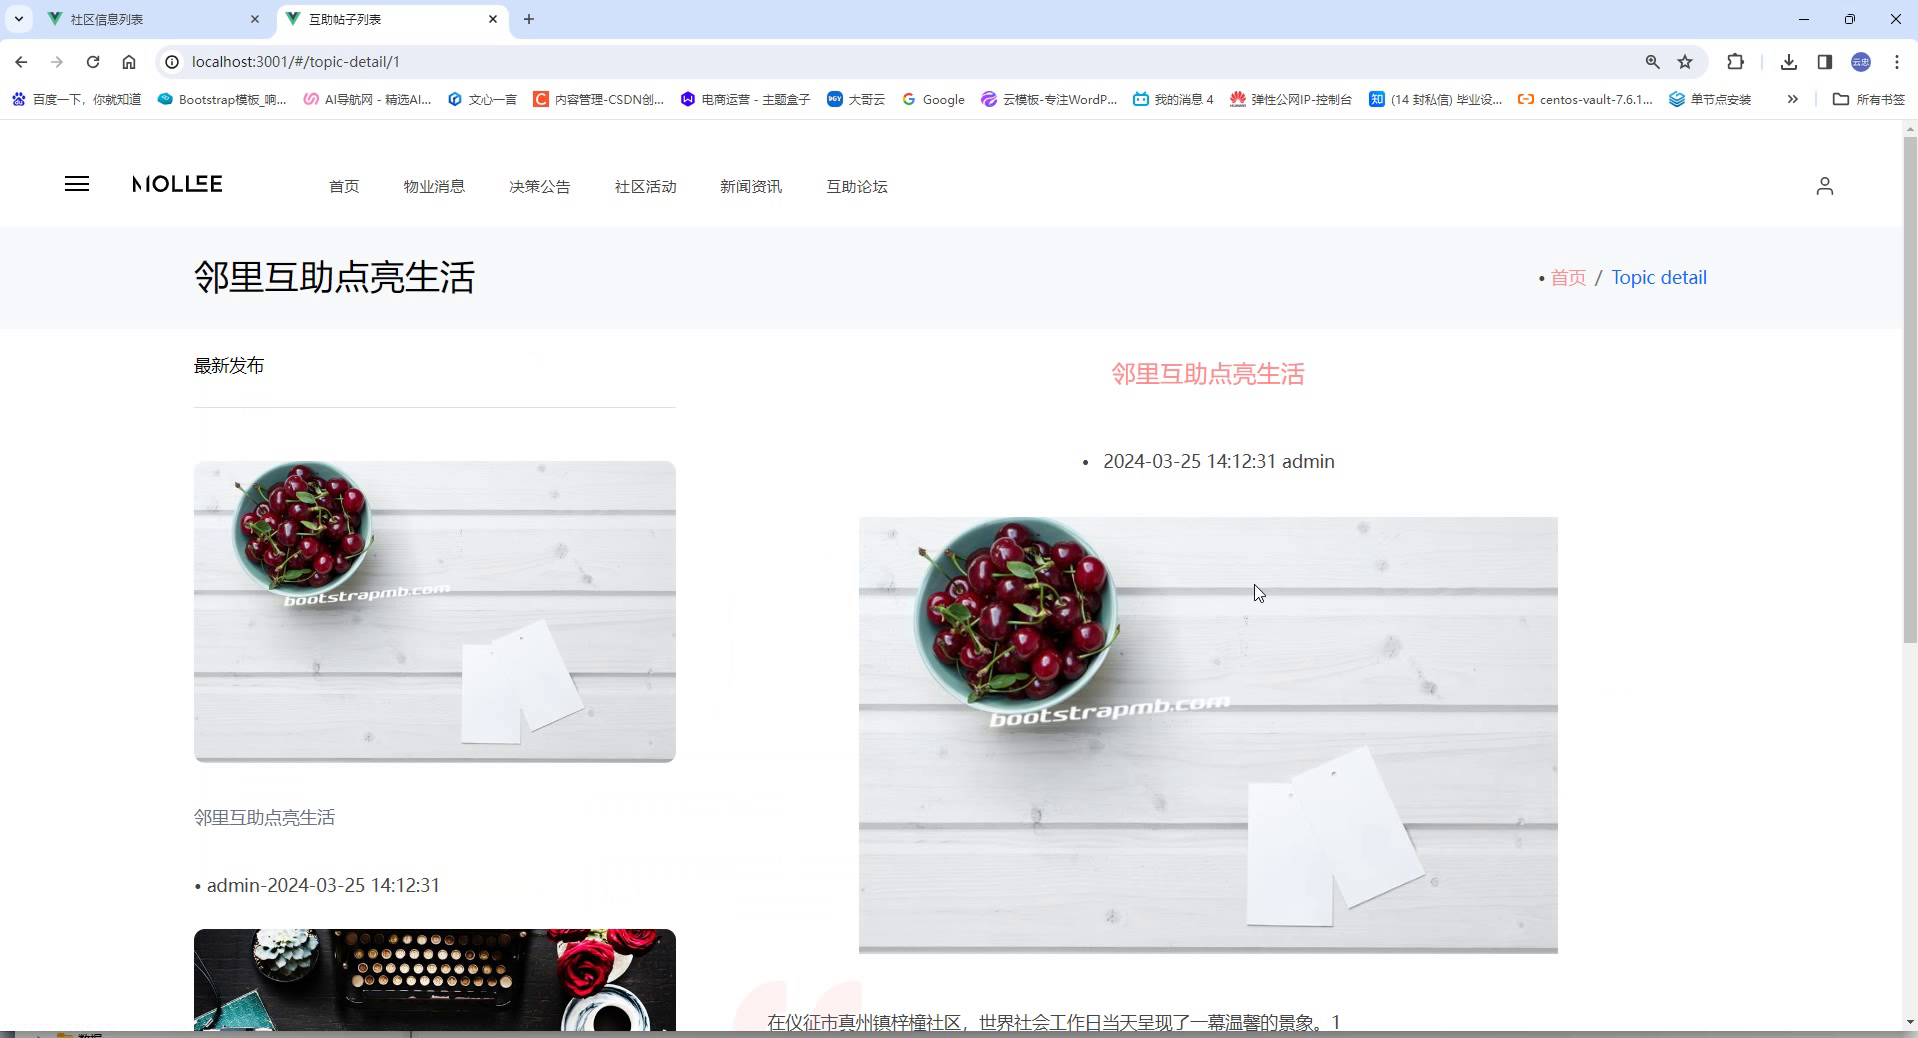 社区信息列表
互助帖子列表
localhost:3001/#/topic-detail/1
百度一下，你就知道
Bootstrap模板_响...
AI导航网 - 精选AI...
文心一言
内容管理-CSDN创...
电商运营 - 主题盒子
大哥云
Google
云模板-专注WordP...
我的消息 4
弹性公网IP-控制台
(14 封私信) 毕业设...
centos-vault-7.6.1...
单节点安装
所有书签
云忠
MOLLEE
首页
物业消息
决策公告
社区活动
新闻资讯
互助论坛
邻里互助点亮生活
• 首页 / Topic detail
最新发布
bootstrapmb.com
邻里互助点亮生活
• admin-2024-03-25 14:12:31
邻里互助点亮生活
• 2024-03-25 14:12:31 admin
bootstrapmb.com
在仪征市真州镇梓橦社区，世界社会工作日当天呈现了一幕温馨的景象。1